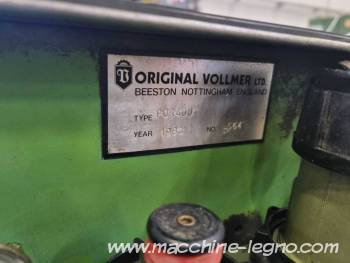 ORIGINAL VOLLMER LTD.
BEESTON NOTTINGHAM ENGLAND
TYPE
YEAR NO.
www.macchine-legno.com